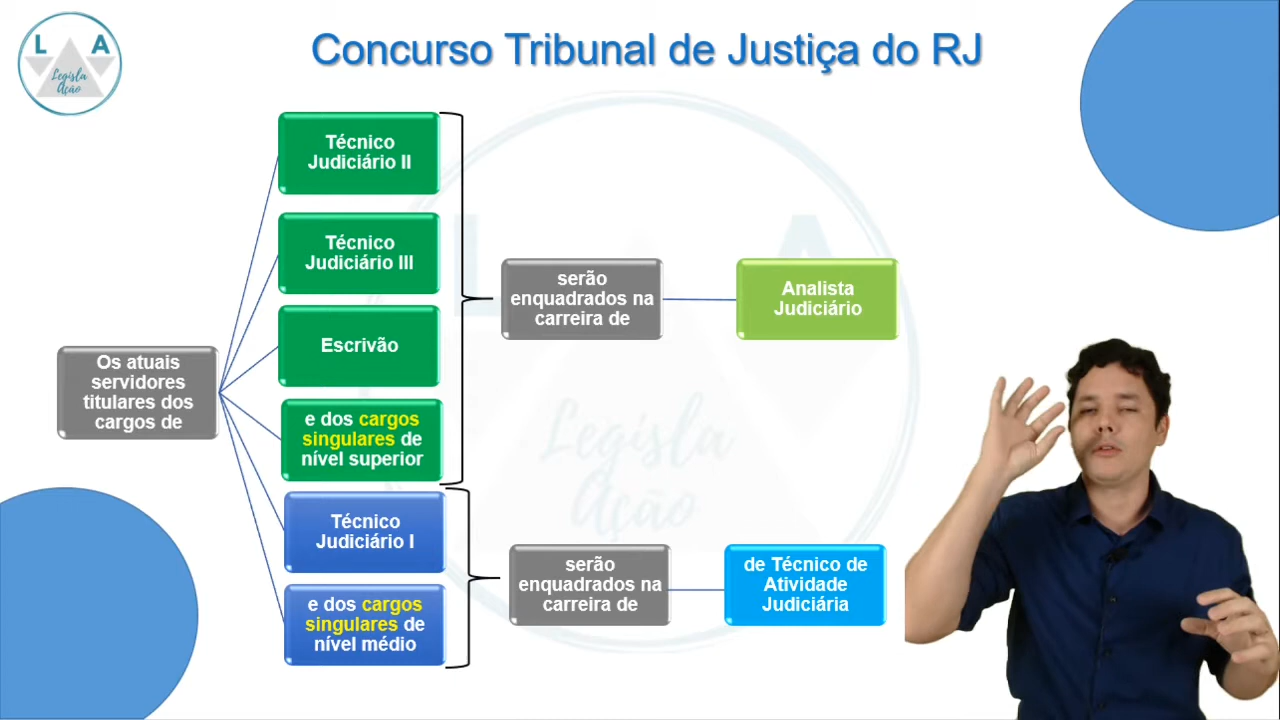 L A
Legisla
Ação
Concurso Tribunal de Justiça do RJ
Os atuais
servidores
titulares dos
cargos de
Técnico
Judiciário II
Técnico
Judiciário III
Escrivão
e dos cargos
singulares de
nível superior
serão
enquadrados na
carreira de
Analista
Judiciário
Técnico
Judiciário I
e dos cargos
singulares de
nível médio
serão
enquadrados na
carreira de
de Técnico de
Atividade
Judiciária
L A
Legisla
Ação